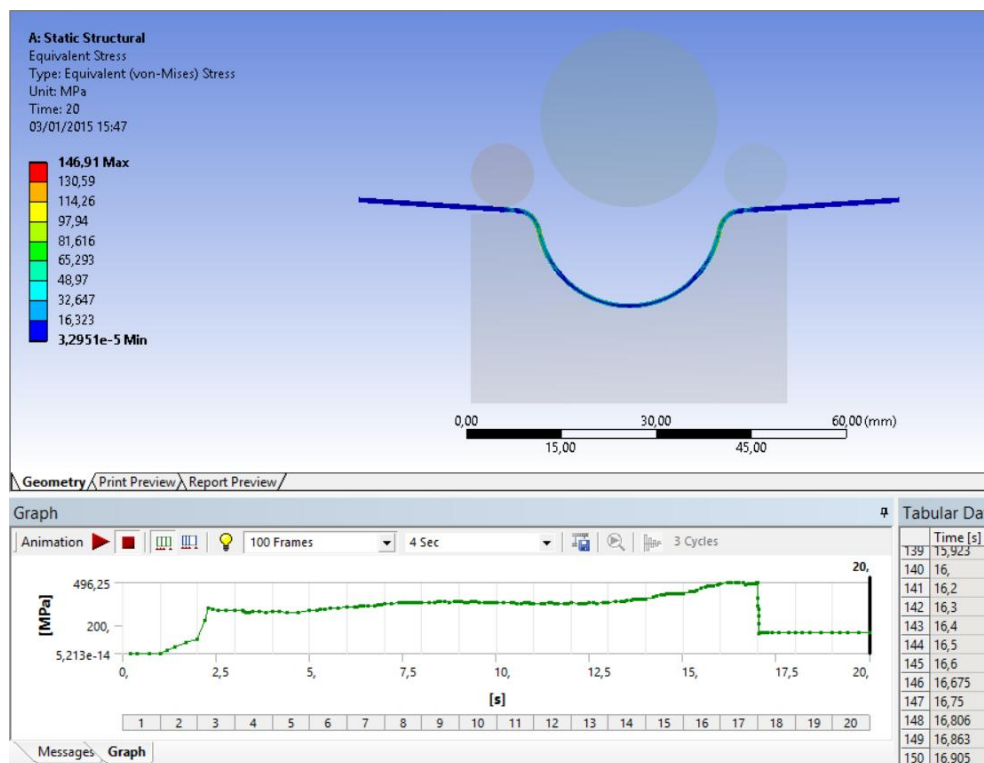 A: Static Structural
Equivalent Stress
Type: Equivalent (von-Mises) Stress
Unit: MPa
Time: 20
03/01/2015 15:47
146,91 Max
130,59
114,26
97,94
81,616
65,293
48,97
32,647
16,323
3,2951e-5 Min
0,00 30,00 60,00 (mm)
15,00 45,00
Geometry Print Preview Report Preview
Graph
Animation 100 Frames 4 Sec 3 Cycles
20,
496,25
200,
5,213e-14
[MPa]
0, 2,5 5, 7,5 10, 12,5 15, 17,5 20,
[s]
1 2 3 4 5 6 7 8 9 10 11 12 13 14 15 16 17 18 19 20
Messages Graph
Tabular Da
Time [s]
139 15,923
140 16,
141 16,2
142 16,3
143 16,4
144 16,5
145 16,6
146 16,675
147 16,75
148 16,806
149 16,863
150 16,905